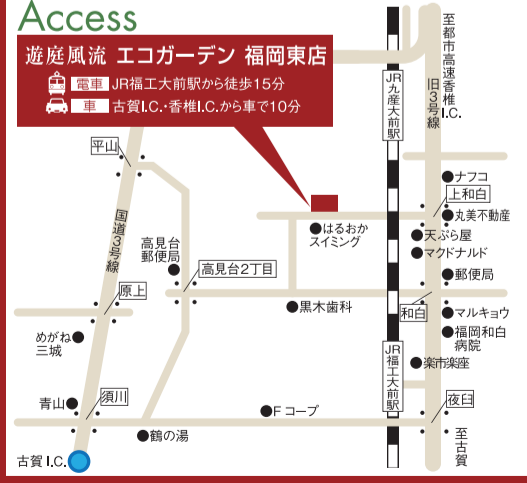 Access
遊庭風流 エコガーデン 福岡東店
電車 JR福工大前駅から徒歩15分
車 古賀I.C.・香椎I.C.から車で10分
至都市高速香椎I.C.
旧3号線
JR九産大前駅
平山
国道3号線
ナフコ
上和白
丸美不動産
はるおか
スイミング
天ぷら屋
マクドナルド
高見台
郵便局
高見台2丁目
郵便局
原上
黒木歯科
和白
マルキョウ
福岡和白
病院
めがね
三城
JR福工大前駅
楽市楽座
青山
須川
Fコープ
夜臼
鶴の湯
至古賀
古賀I.C.